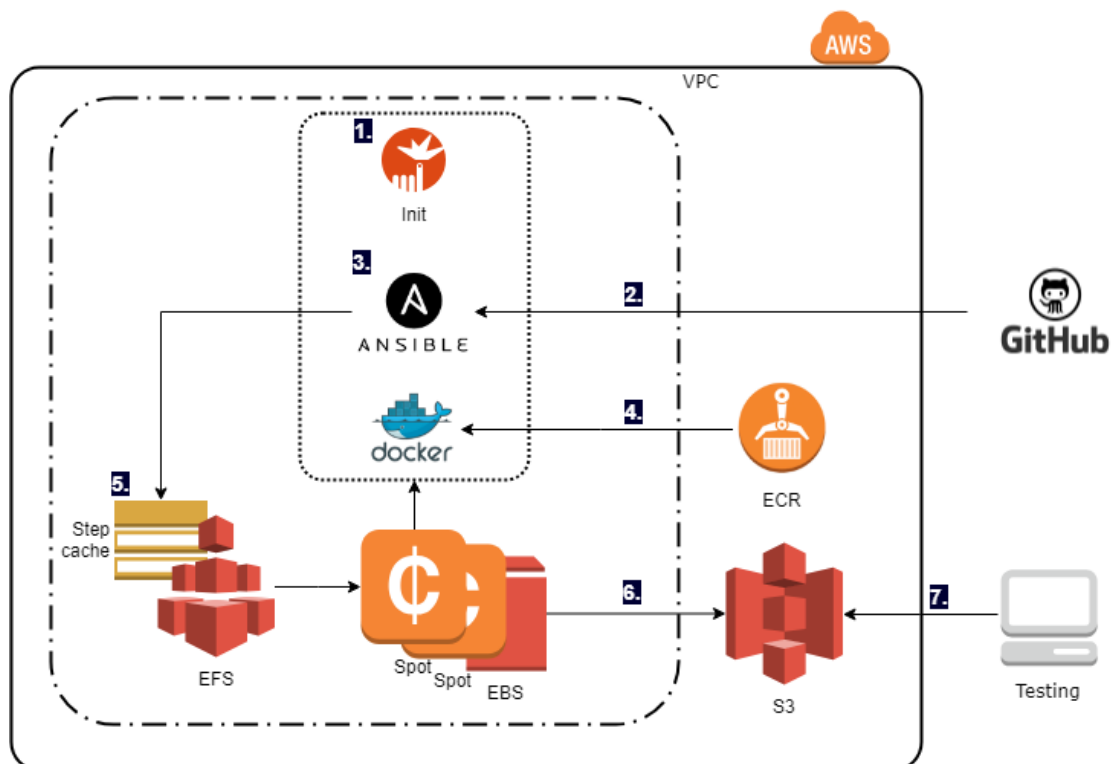 AWS
VPC
1.
Init
3.
2.
ANSIBLE
GitHub
4.
docker
ECR
5.
Step
cache
6.
7.
Spot
Spot
EBS
EFS
S3
Testing